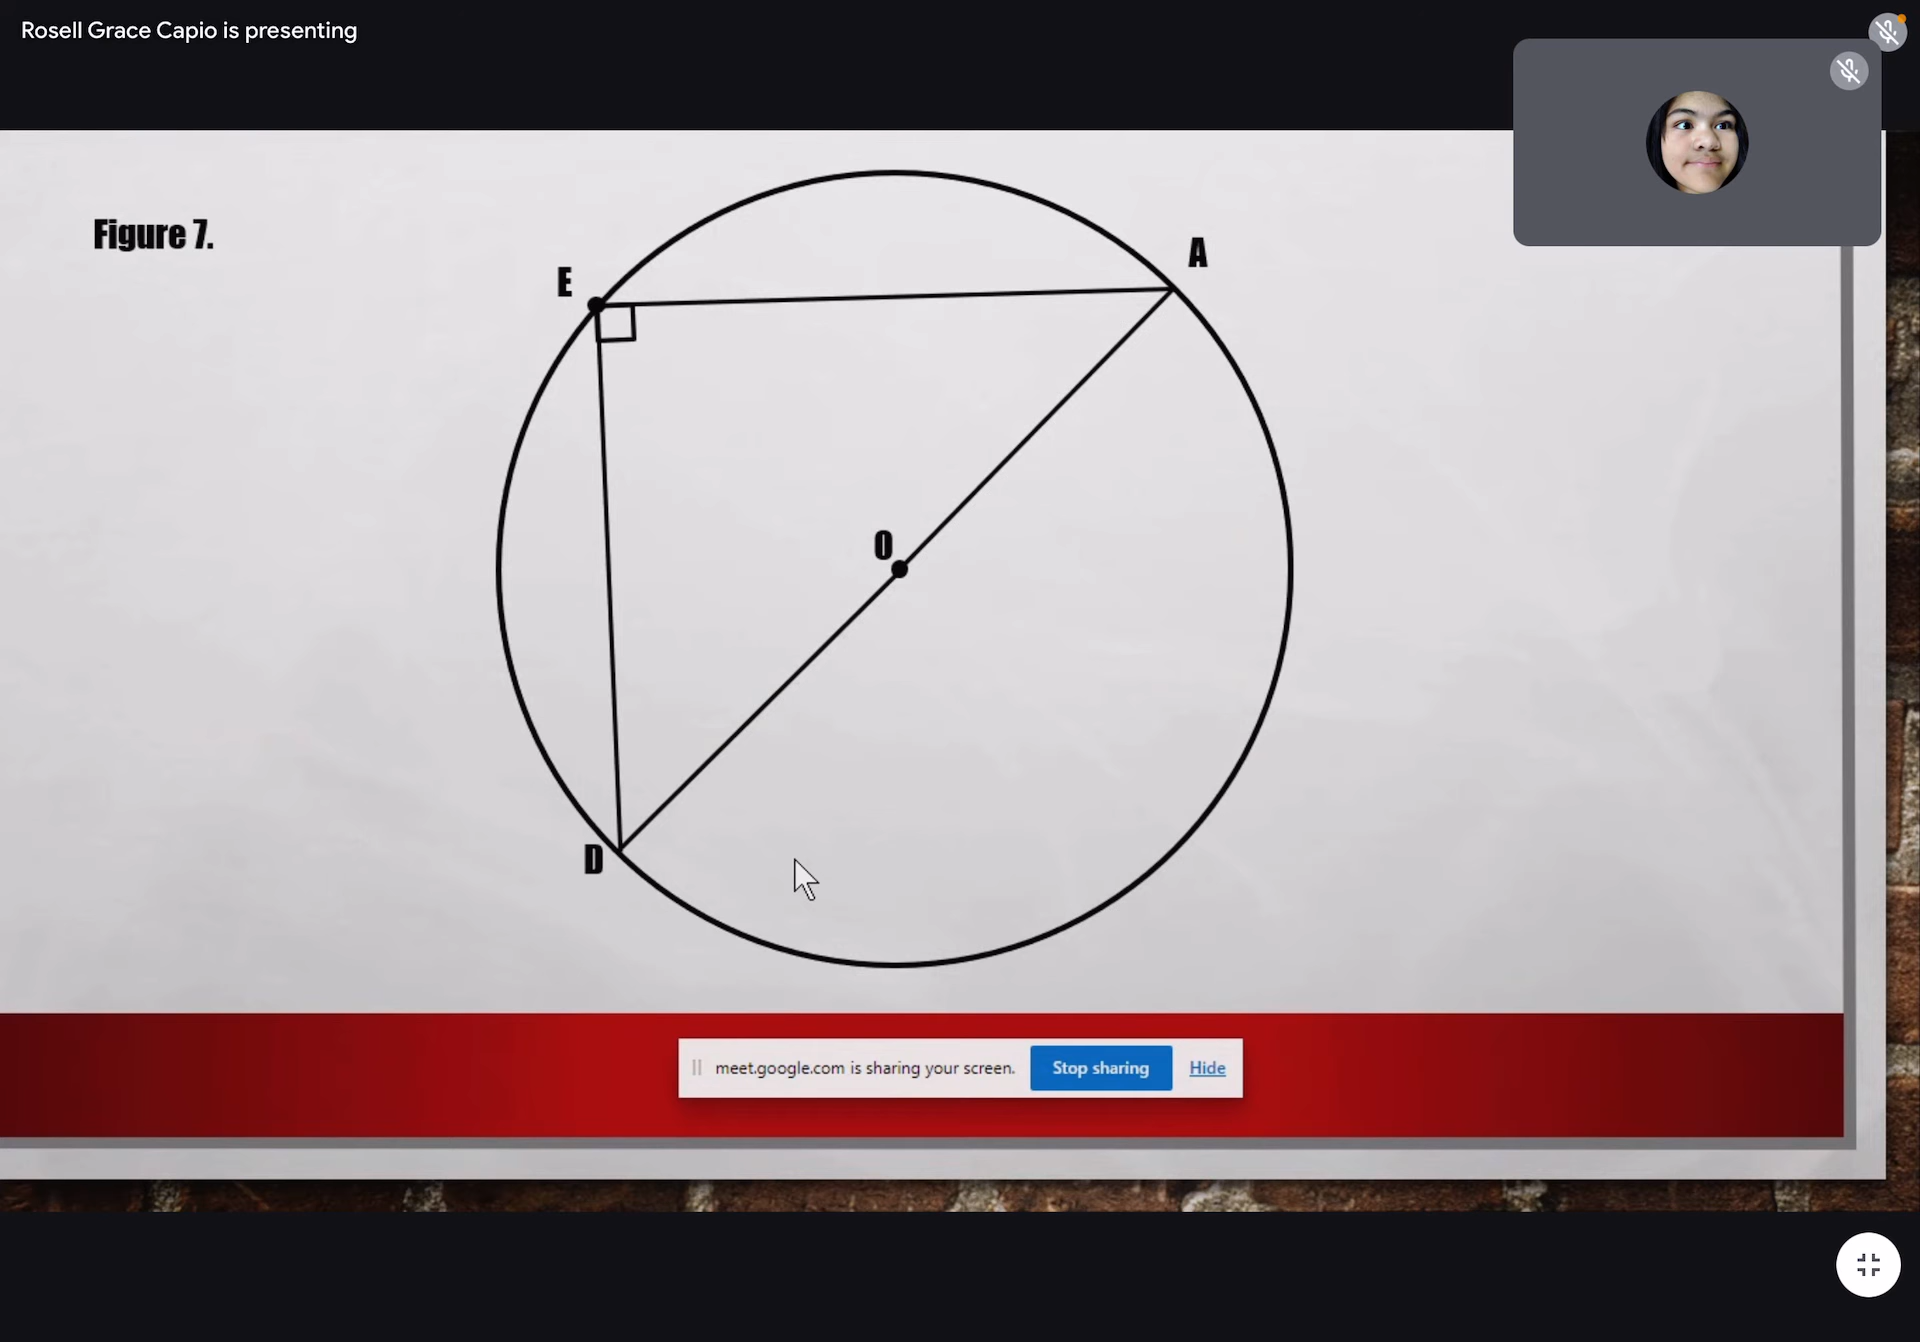 Rosell Grace Capio is presenting
Figure 7.
A
E
O
D
meet.google.com is sharing your screen. Stop sharing Hide